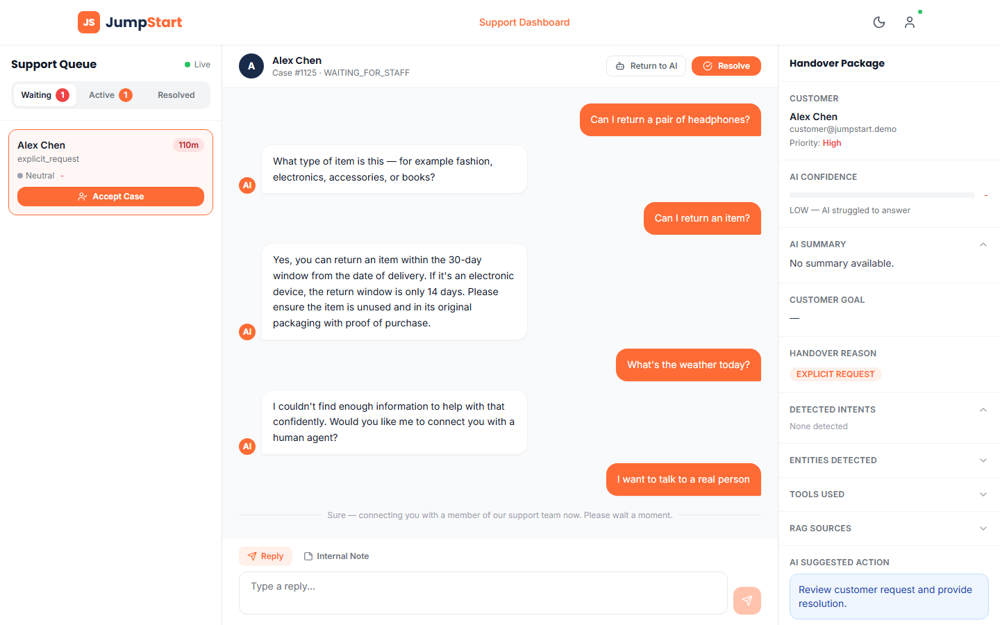 JS JumpStart
Support Dashboard
Support Queue
Live
Waiting 1
Active 1
Resolved
Alex Chen
110m
explicit_request
Neutral -
Accept Case
A
Alex Chen
Case #1125 · WAITING_FOR_STAFF
Return to AI
Resolve
Can I return a pair of headphones?
What type of item is this — for example fashion,
electronics, accessories, or books?
AI
Can I return an item?
Yes, you can return an item within the 30-day
window from the date of delivery. If it's an electronic
device, the return window is only 14 days. Please
ensure the item is unused and in its original
packaging with proof of purchase.
AI
What's the weather today?
I couldn't find enough information to help with that
confidently. Would you like me to connect you with a
human agent?
AI
I want to talk to a real person
Sure — connecting you with a member of our support team now. Please wait a moment.
Reply
Internal Note
Type a reply...
Handover Package
CUSTOMER
Alex Chen
customer@jumpstart.demo
Priority: High
AI CONFIDENCE
-
LOW — AI struggled to answer
AI SUMMARY
No summary available.
CUSTOMER GOAL
—
HANDOVER REASON
EXPLICIT REQUEST
DETECTED INTENTS
None detected
ENTITIES DETECTED
TOOLS USED
RAG SOURCES
AI SUGGESTED ACTION
Review customer request and provide
resolution.